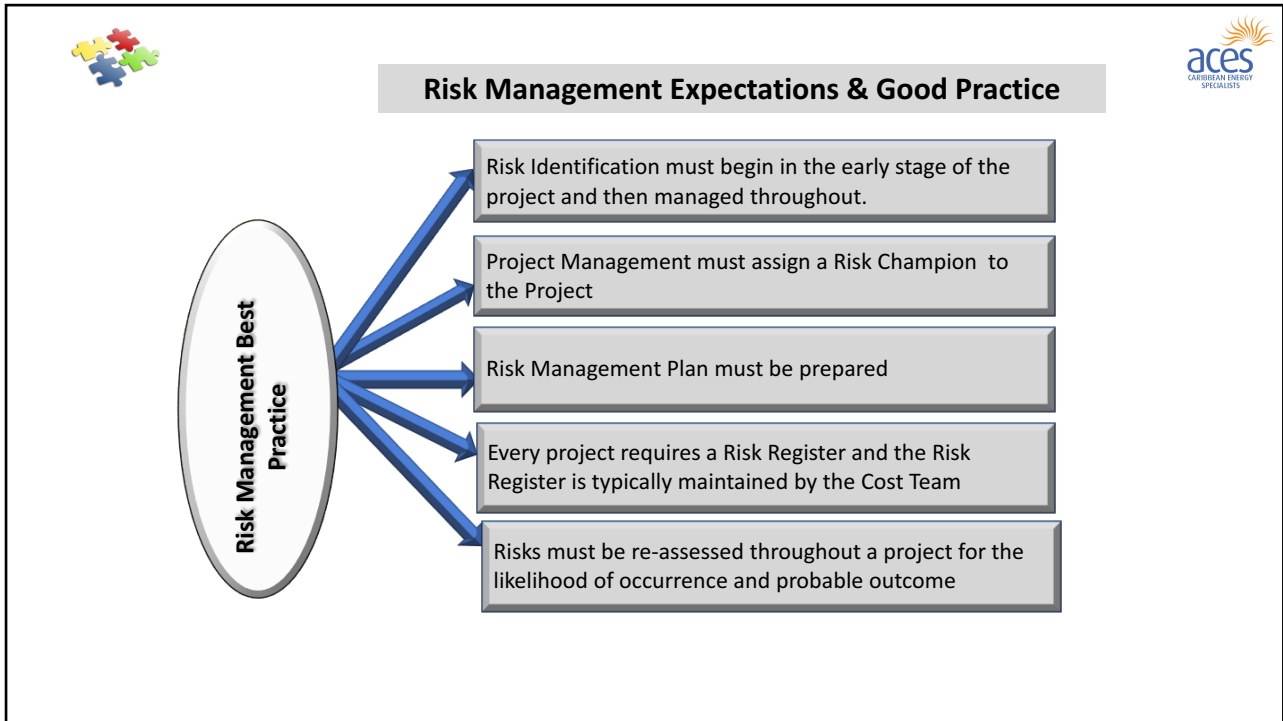 aces
CARIBBEAN ENERGY
SPECIALISTS
Risk Management Expectations & Good Practice
Risk Management Best
Practice
Risk Identification must begin in the early stage of the
project and then managed throughout.
Project Management must assign a Risk Champion to
the Project
Risk Management Plan must be prepared
Every project requires a Risk Register and the Risk
Register is typically maintained by the Cost Team
Risks must be re-assessed throughout a project for the
likelihood of occurrence and probable outcome